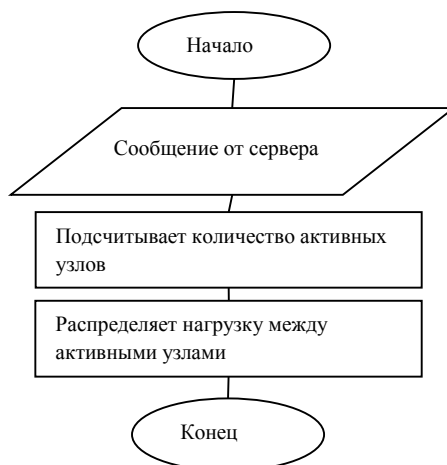 Начало
Сообщение от сервера
Подсчитывает количество активных
узлов
Распределяет нагрузку между
активными узлами
Конец